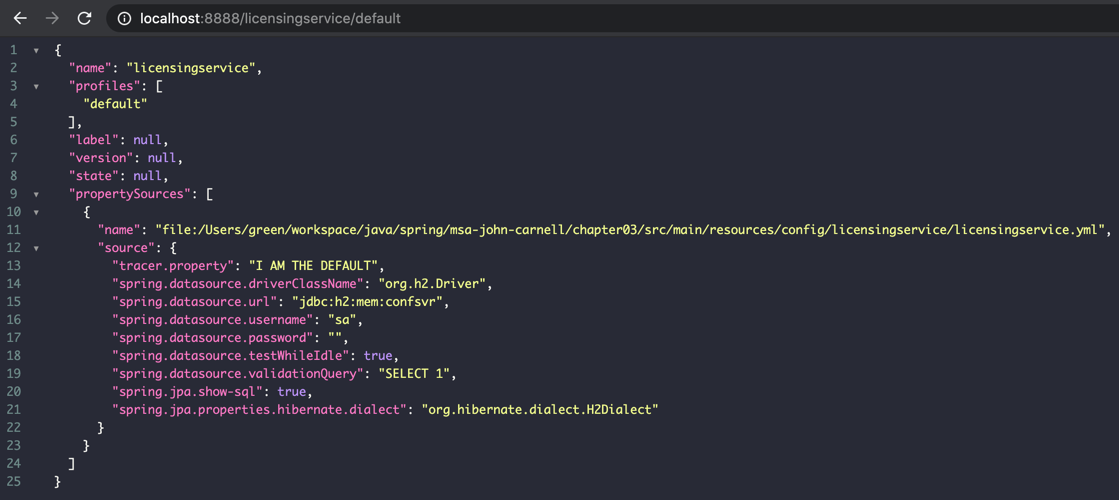 localhost:8888/licensingservice/default
1 {
2 "name": "licensingservice",
3 "profiles": [
4 "default"
5 ],
6 "label": null,
7 "version": null,
8 "state": null,
9 "propertySources": [
10 {
11 "name": "file:/Users/green/workspace/java/spring/msa-john-carnell/chapter03/src/main/resources/config/licensingservice/licensingservice.yml",
12 "source": {
13 "tracer.property": "I AM THE DEFAULT",
14 "spring.datasource.driverClassName": "org.h2.Driver",
15 "spring.datasource.url": "jdbc:h2:mem:confsvr",
16 "spring.datasource.username": "sa",
17 "spring.datasource.password": "",
18 "spring.datasource.testWhileIdle": true,
19 "spring.datasource.validationQuery": "SELECT 1",
20 "spring.jpa.show-sql": true,
21 "spring.jpa.properties.hibernate.dialect": "org.hibernate.dialect.H2Dialect"
22 }
23 }
24 ]
25 }